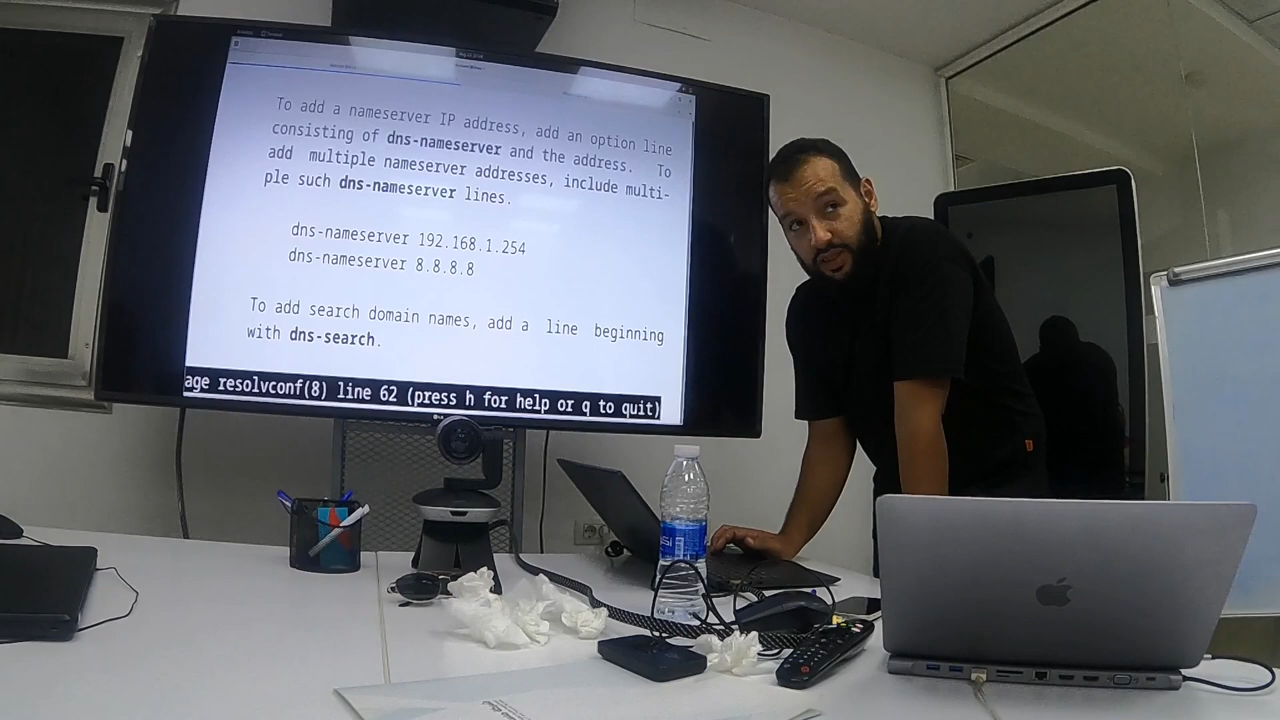 To add a nameserver IP address, add an option line
consisting of dns-nameserver and the address. To
add multiple nameserver addresses, include multi-
ple such dns-nameserver lines.
dns-nameserver 192.168.1.254
dns-nameserver 8.8.8.8
To add search domain names, add a line beginning
with dns-search.
age resolvconf(8) line 62 (press h for help or q to quit)